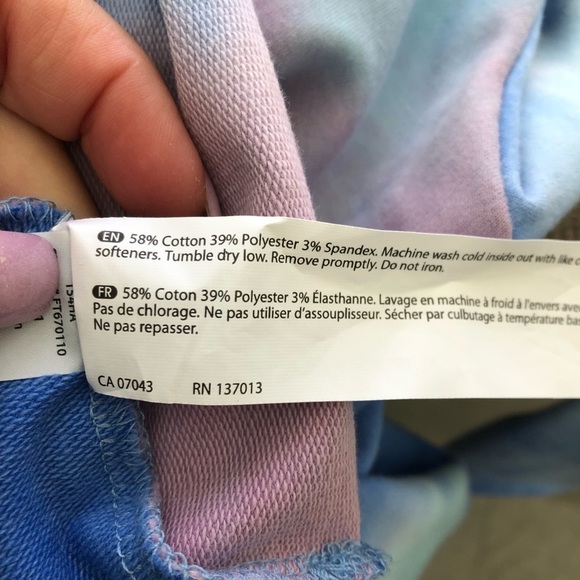 EN 58% Cotton 39% Polyester 3% Spandex. Machine wash cold inside out with like
softeners. Tumble dry low. Remove promptly. Do not iron.
FR 58% Coton 39% Polyester 3% Élasthanne. Lavage en machine à froid à l'envers avec
Pas de chlorage. Ne pas utiliser d'assouplisseur. Sécher par culbutage à température
Ne pas repasser.
CA 07043 RN 137013
FT670110